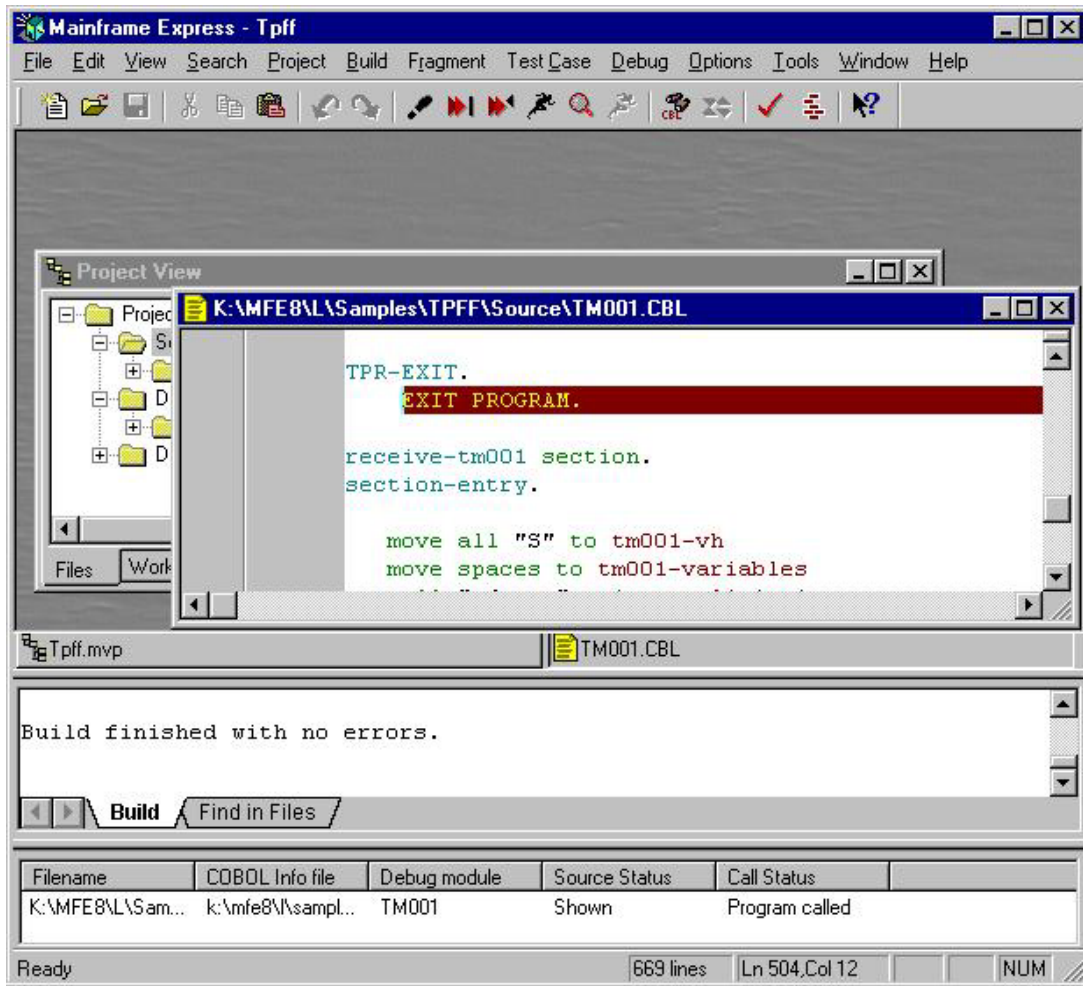 Mainframe Express - Tpff
File Edit View Search Project Build Fragment Test Case Debug Options Tools Window Help
CBL
Project View
K:\MFE8\L\Samples\TPFF\Source\TM001.CBL
Projec
D
D
TPR-EXIT.
EXIT PROGRAM.
receive-tm001 section.
section-entry.
move all "S" to tm001-vh
move spaces to tm001-variables
Files Work
Tpff.mvp TM001.CBL
Build finished with no errors.
Build Find in Files
Filename COBOL Info file Debug module Source Status Call Status
K:\MFE8\L\Sam... k:\mfe8\l\sampl... TM001 Shown Program called
Ready 669 lines Ln 504,Col 12 NUM